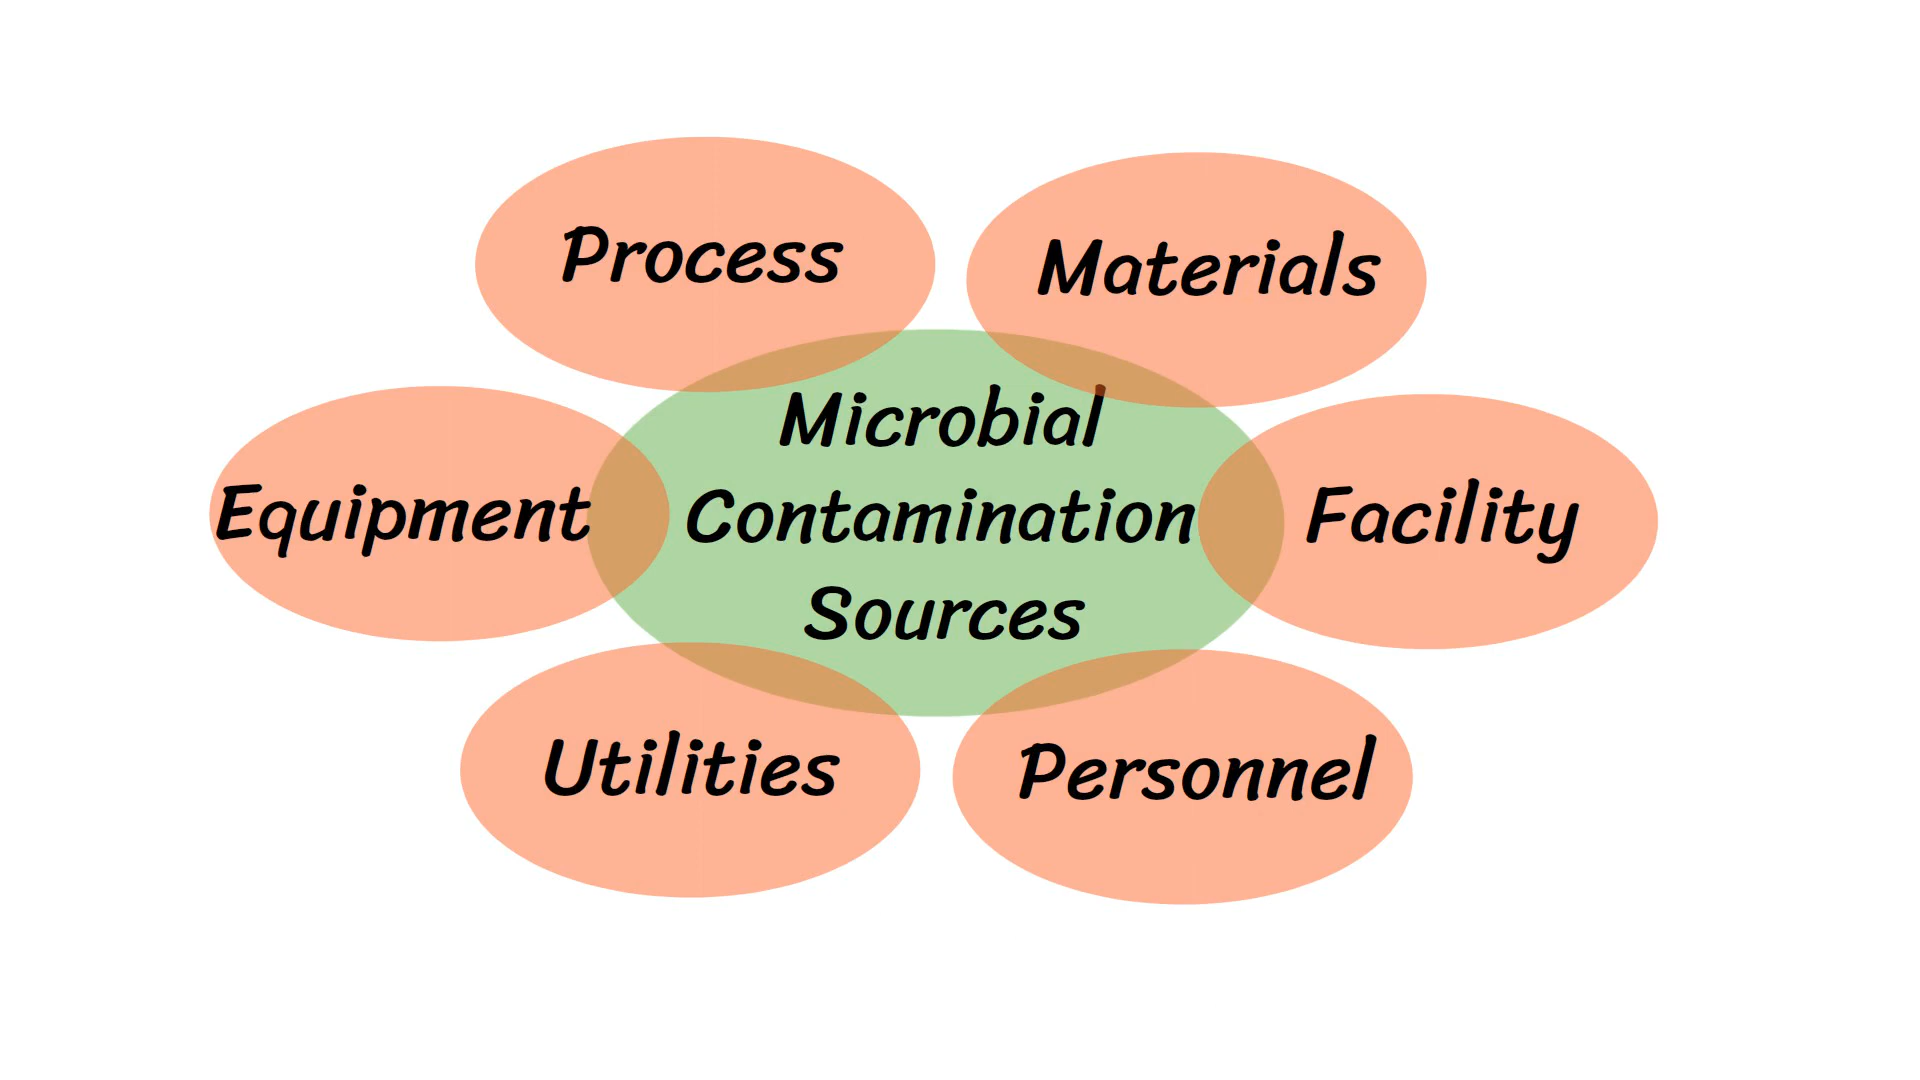 Process
Materials
Microbial
Contamination
Sources
Equipment
Facility
Utilities
Personnel